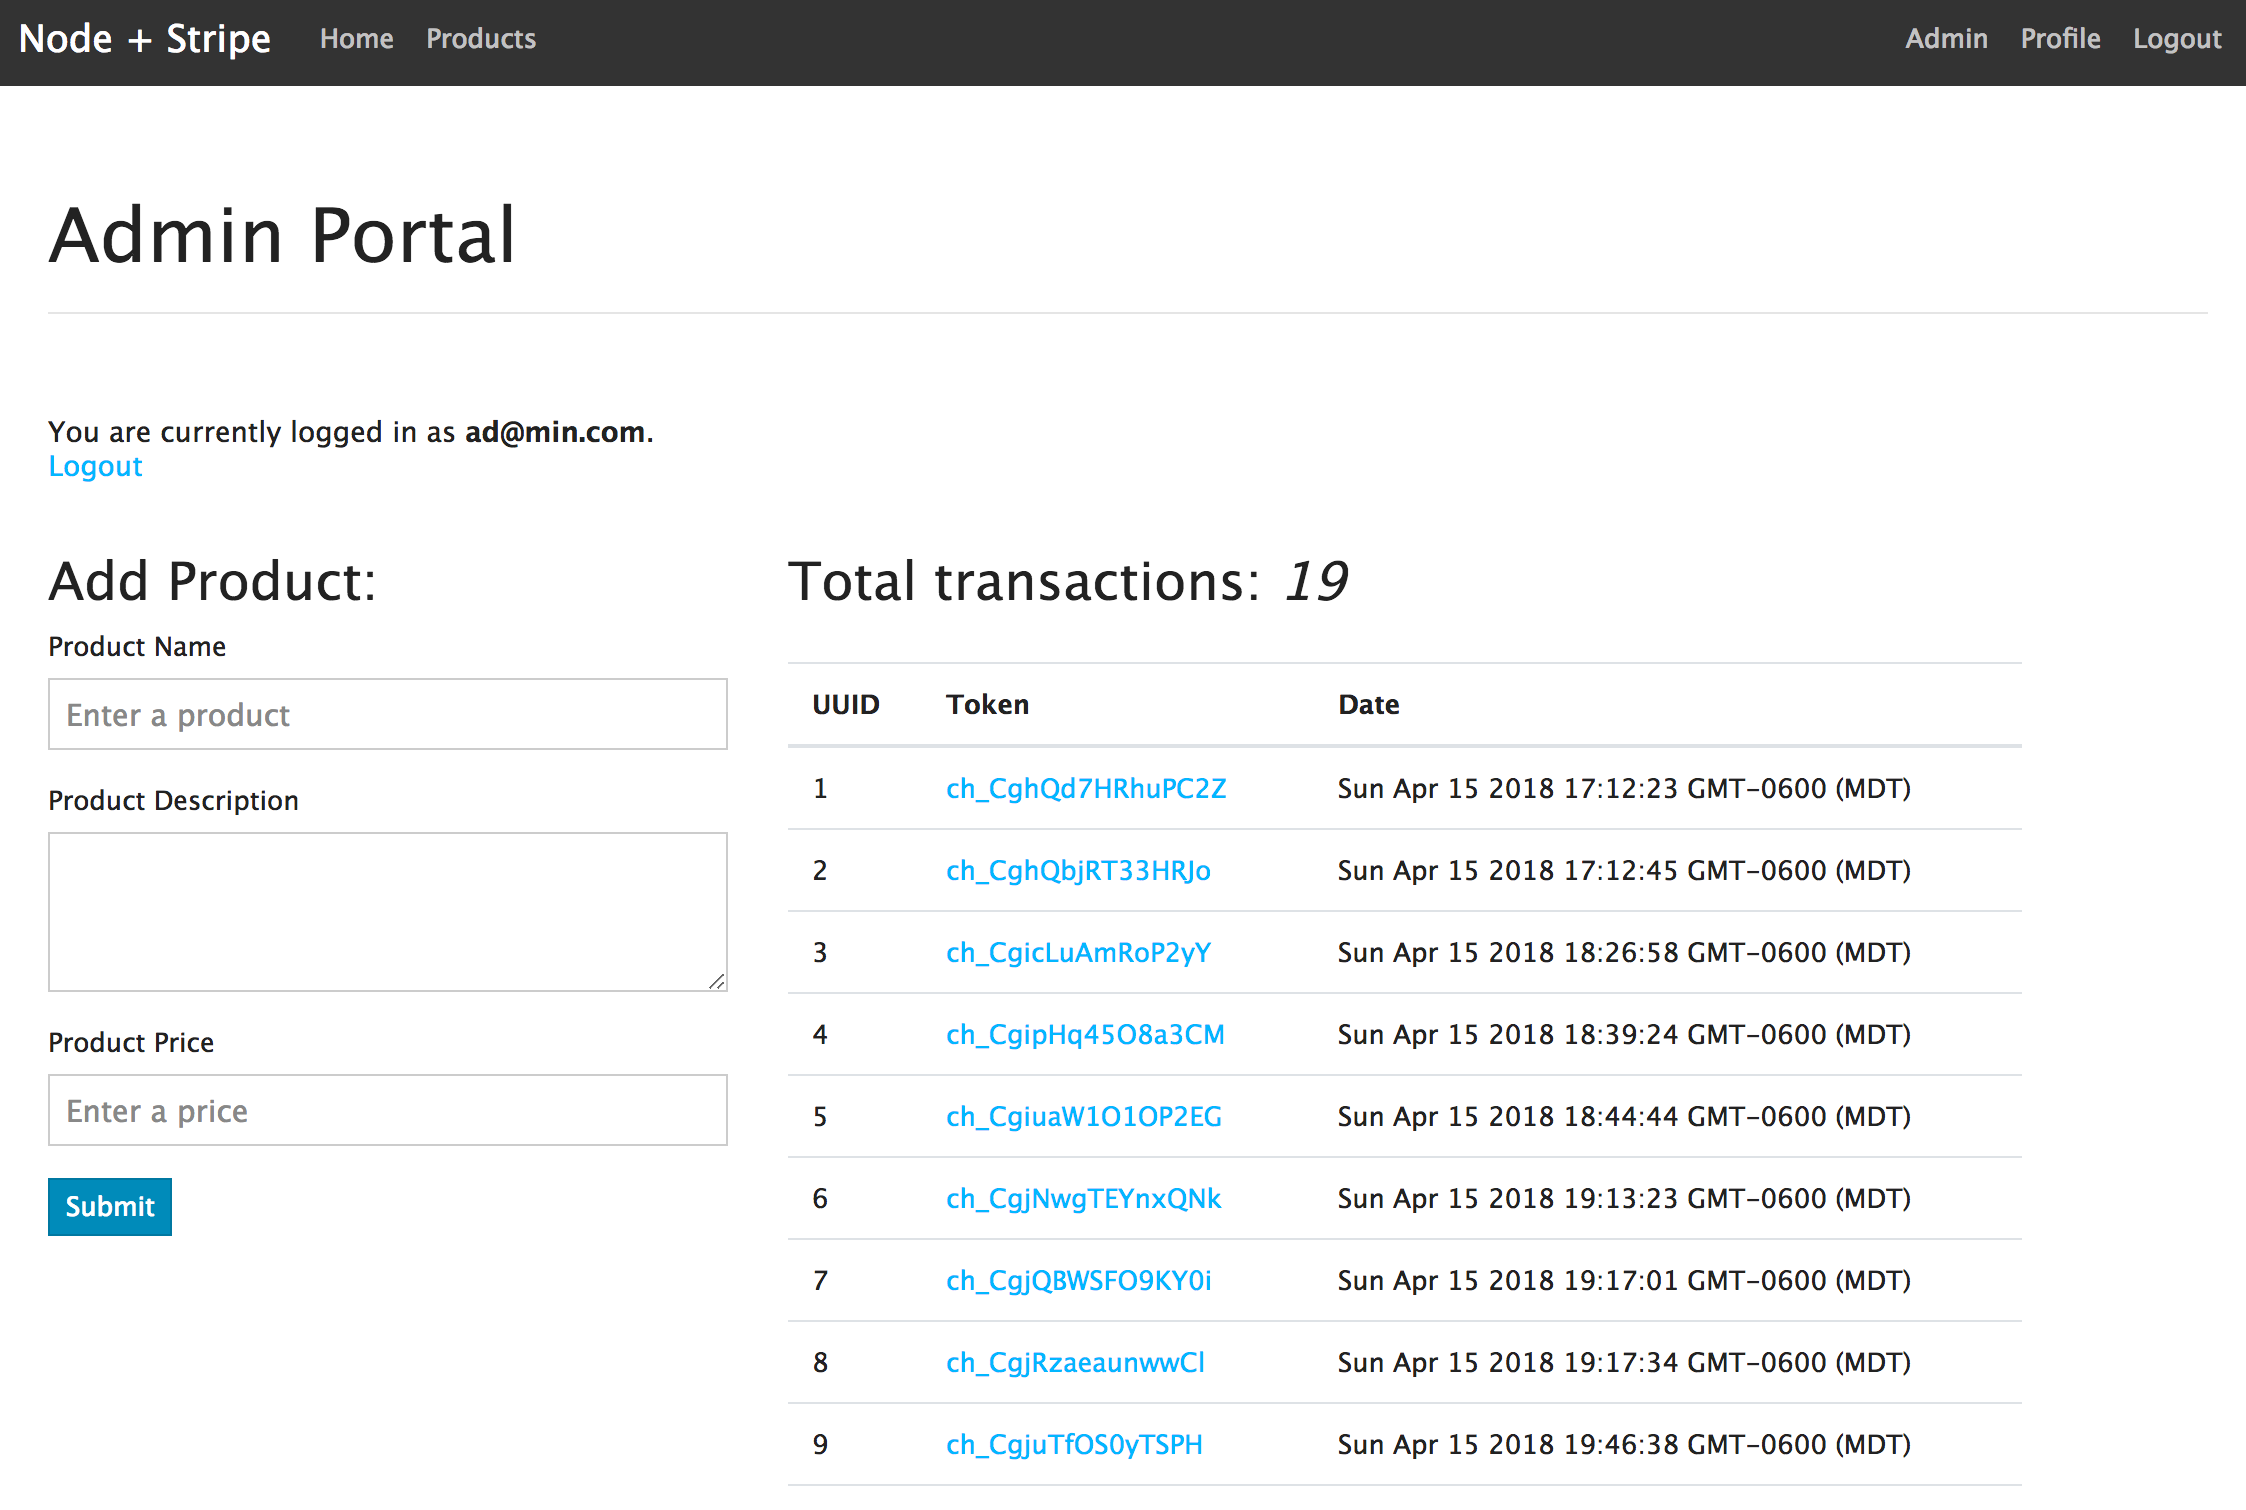 Node + Stripe Home Products Admin Profile Logout
Admin Portal
You are currently logged in as ad@min.com.
Logout
Add Product:
Product Name
Enter a product
Product Description
Product Price
Enter a price
Submit
Total transactions: 19
UUID Token Date
1 ch_CghQd7HRhuPC2Z Sun Apr 15 2018 17:12:23 GMT-0600 (MDT)
2 ch_CghQbjRT33HRJo Sun Apr 15 2018 17:12:45 GMT-0600 (MDT)
3 ch_CgicLuAmRoP2yY Sun Apr 15 2018 18:26:58 GMT-0600 (MDT)
4 ch_CgipHq45O8a3CM Sun Apr 15 2018 18:39:24 GMT-0600 (MDT)
5 ch_CgiuaW1O1OP2EG Sun Apr 15 2018 18:44:44 GMT-0600 (MDT)
6 ch_CgjNwgTEYnxQNk Sun Apr 15 2018 19:13:23 GMT-0600 (MDT)
7 ch_CgjQBWSFO9KY0i Sun Apr 15 2018 19:17:01 GMT-0600 (MDT)
8 ch_CgjRzaeaunwwCl Sun Apr 15 2018 19:17:34 GMT-0600 (MDT)
9 ch_CgjuTfOS0yTSPH Sun Apr 15 2018 19:46:38 GMT-0600 (MDT)